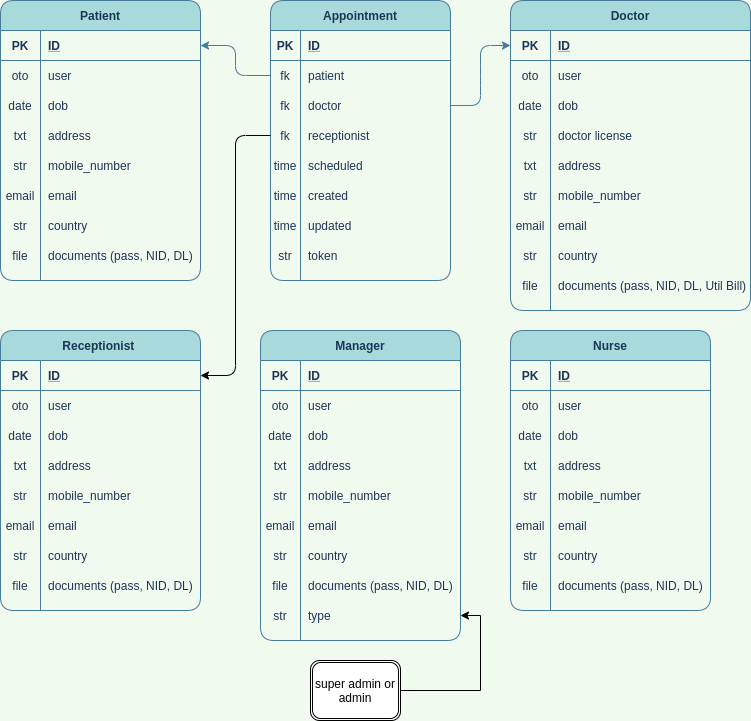 Patient
PK ID
oto user
date dob
txt address
str mobile_number
email email
str country
file documents (pass, NID, DL)
Appointment
PK ID
fk patient
fk doctor
fk receptionist
time scheduled
time created
time updated
str token
Doctor
PK ID
oto user
date dob
str doctor license
txt address
str mobile_number
email email
str country
file documents (pass, NID, DL, Util Bill)
Receptionist
PK ID
oto user
date dob
txt address
str mobile_number
email email
str country
file documents (pass, NID, DL)
Manager
PK ID
oto user
date dob
txt address
str mobile_number
email email
str country
file documents (pass, NID, DL)
str type
Nurse
PK ID
oto user
date dob
txt address
str mobile_number
email email
str country
file documents (pass, NID, DL)
super admin or
admin